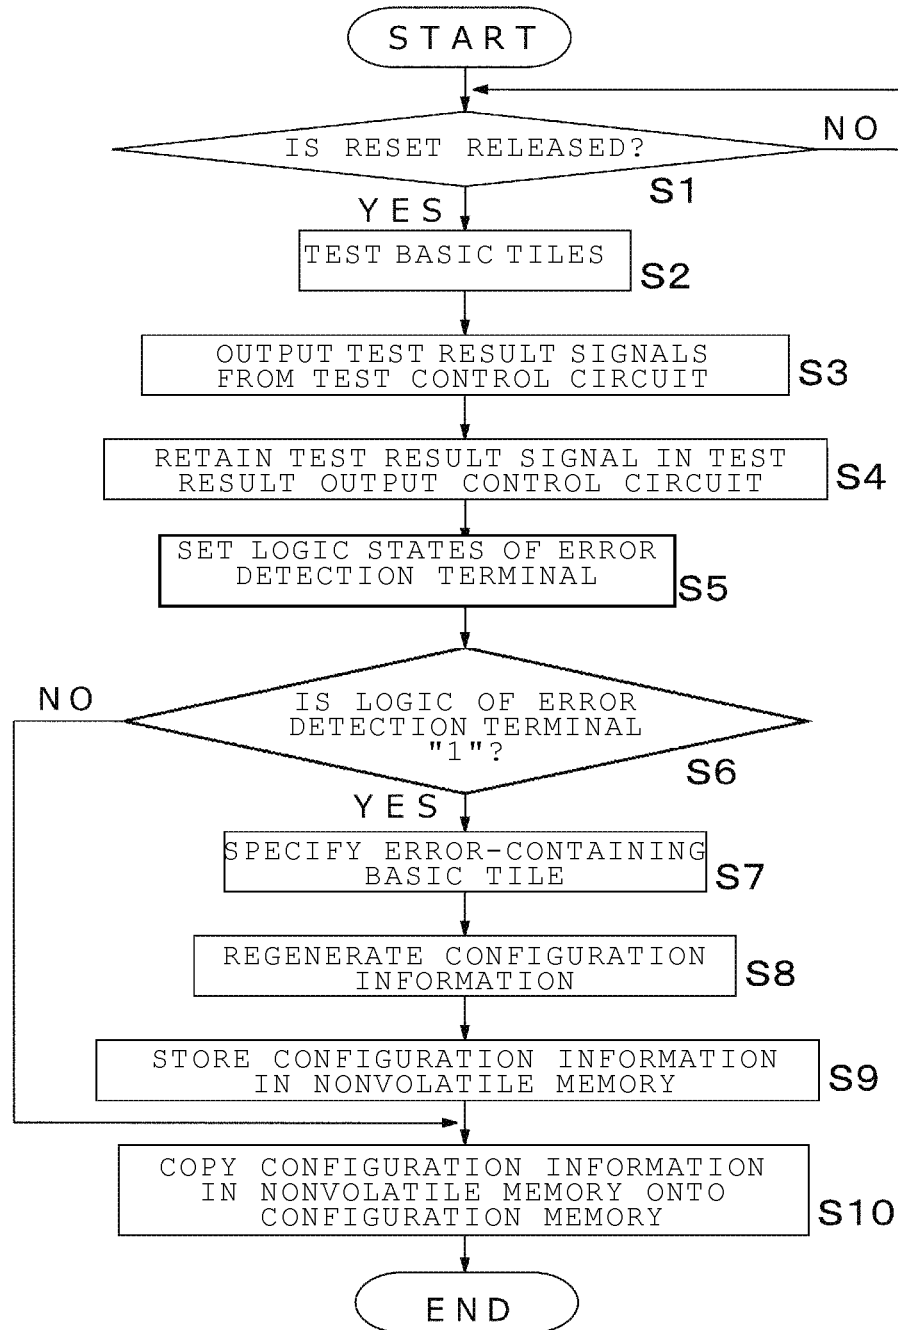 START
IS RESET RELEASED?
NO
S1
YES
TEST BASIC TILES
S2
OUTPUT TEST RESULT SIGNALS
FROM TEST CONTROL CIRCUIT
S3
RETAIN TEST RESULT SIGNAL IN TEST
RESULT OUTPUT CONTROL CIRCUIT
S4
SET LOGIC STATES OF ERROR
DETECTION TERMINAL
S5
NO
IS LOGIC OF ERROR
DETECTION TERMINAL
"1"?
S6
YES
SPECIFY ERROR-CONTAINING
BASIC TILE
S7
REGENERATE CONFIGURATION
INFORMATION
S8
STORE CONFIGURATION INFORMATION
IN NONVOLATILE MEMORY
S9
COPY CONFIGURATION INFORMATION
IN NONVOLATILE MEMORY ONTO
CONFIGURATION MEMORY
S10
END